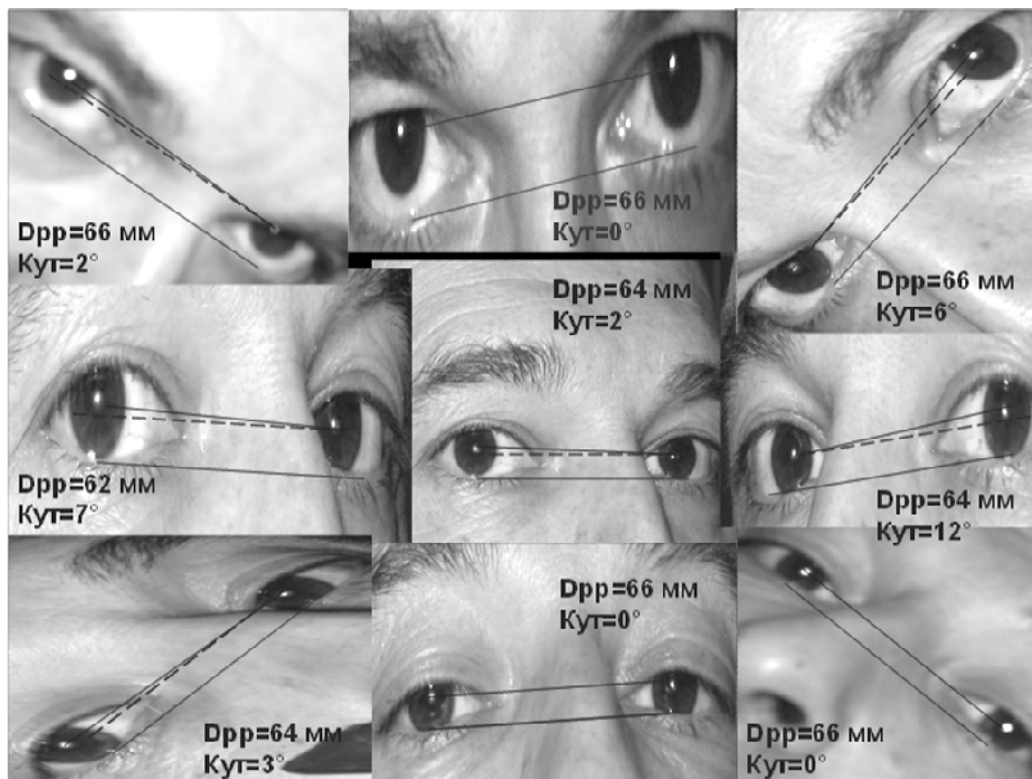 Dpp=66 мм
Кут=2°
Dpp=66 мм
Кут=0°
Dpp=66 мм
Кут=6°
Dpp=62 мм
Кут=7°
Dpp=64 мм
Кут=2°
Dpp=64 мм
Кут=12°
Dpp=64 мм
Кут=3°
Dpp=66 мм
Кут=0°
Dpp=66 мм
Кут=0°